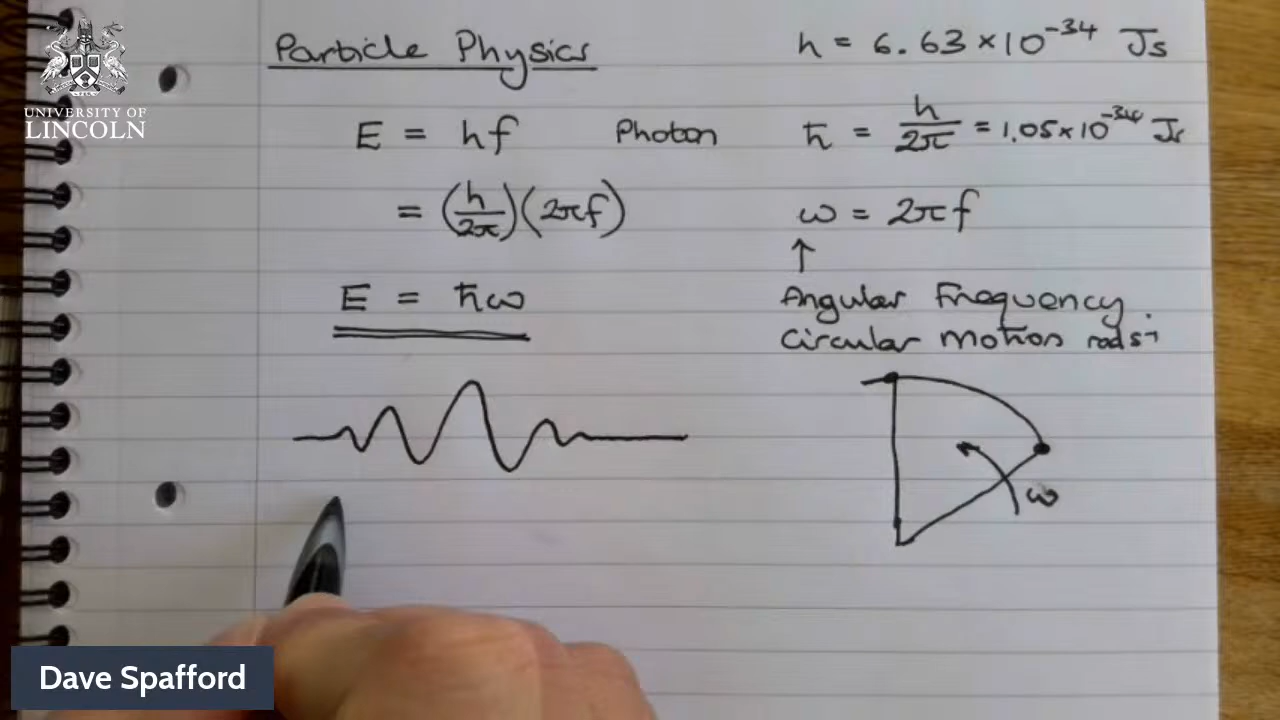 UNIVERSITY OF
LINCOLN
Particle Physics
h = 6.63 × 10⁻³⁴ Js
E = hf Photon
ħ = h/2π = 1.05 × 10⁻³⁴ Js
= (h/2π)(2πf)
ω = 2πf
↑
E = ħω
Angular Frequency
Circular Motion rads⁻¹
ω
Dave Spafford